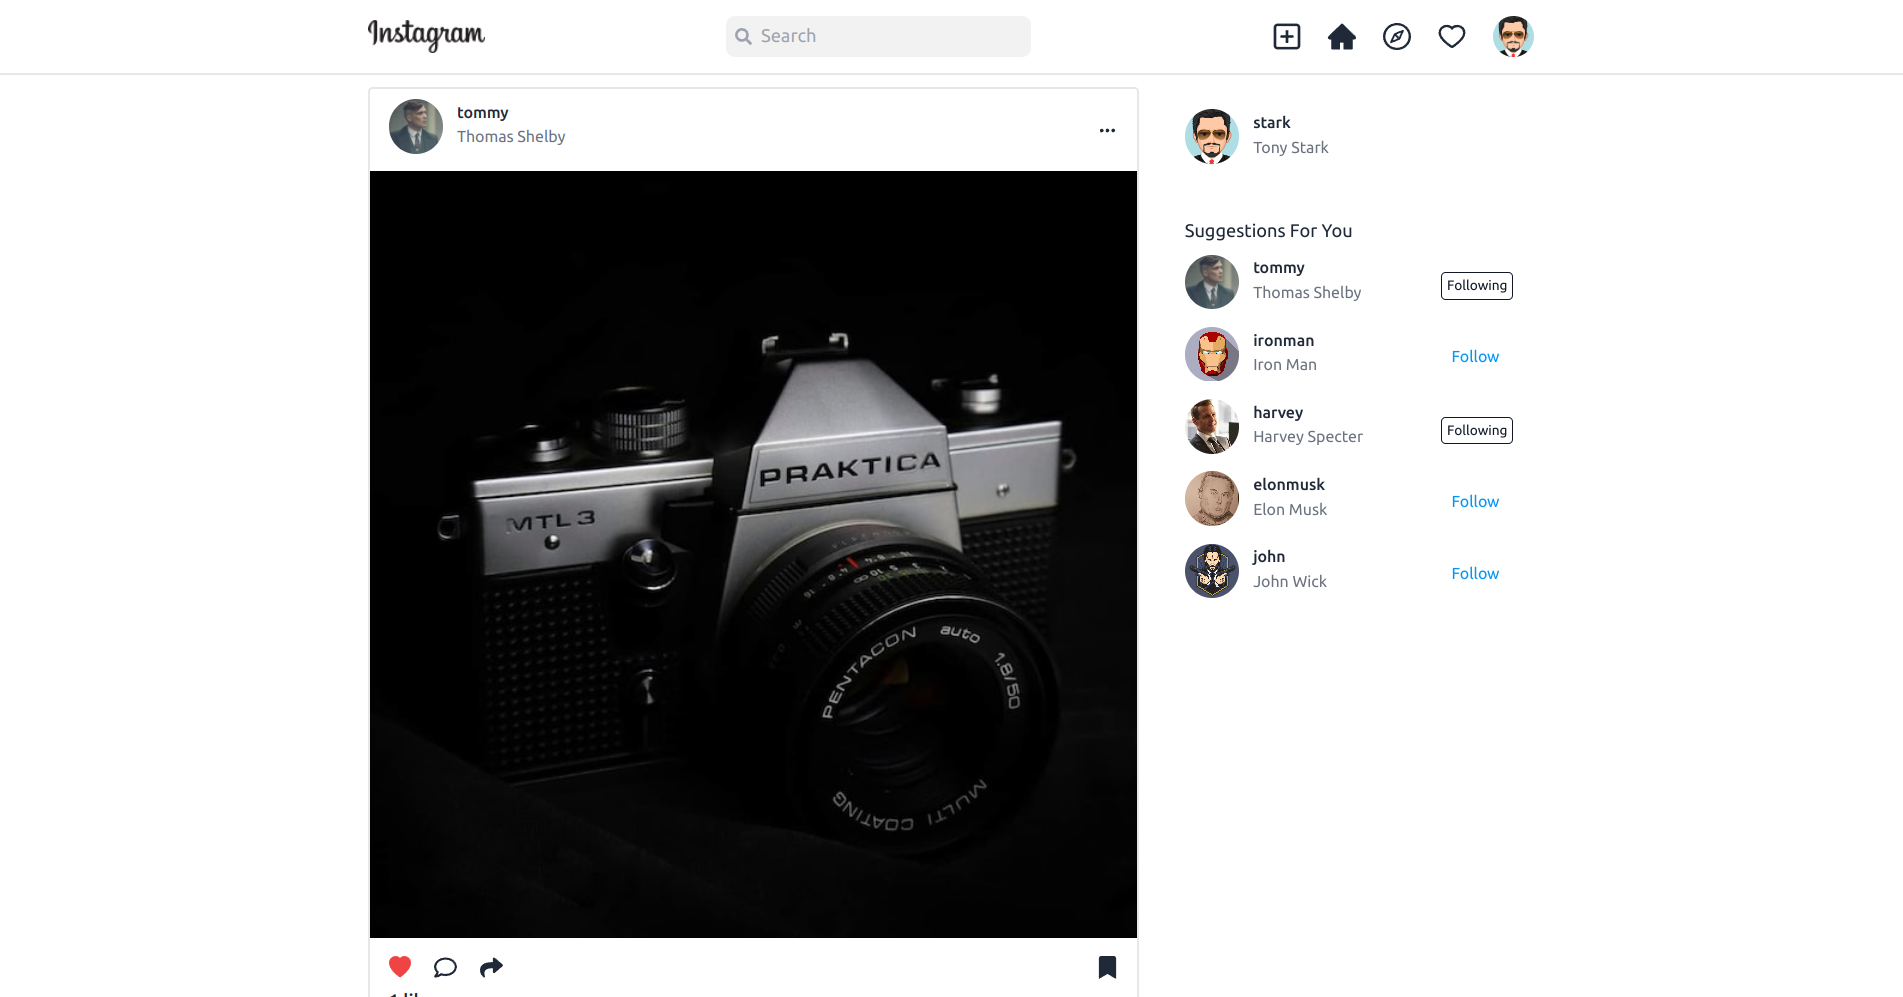 Instagram
Search
tommy
Thomas Shelby
PRAKTICA
MTL 3
PENTACON auto 1.8/50
MULTI COATING
stark
Tony Stark
Suggestions For You
tommy
Thomas Shelby
Following
ironman
Iron Man
Follow
harvey
Harvey Specter
Following
elonmusk
Elon Musk
Follow
john
John Wick
Follow